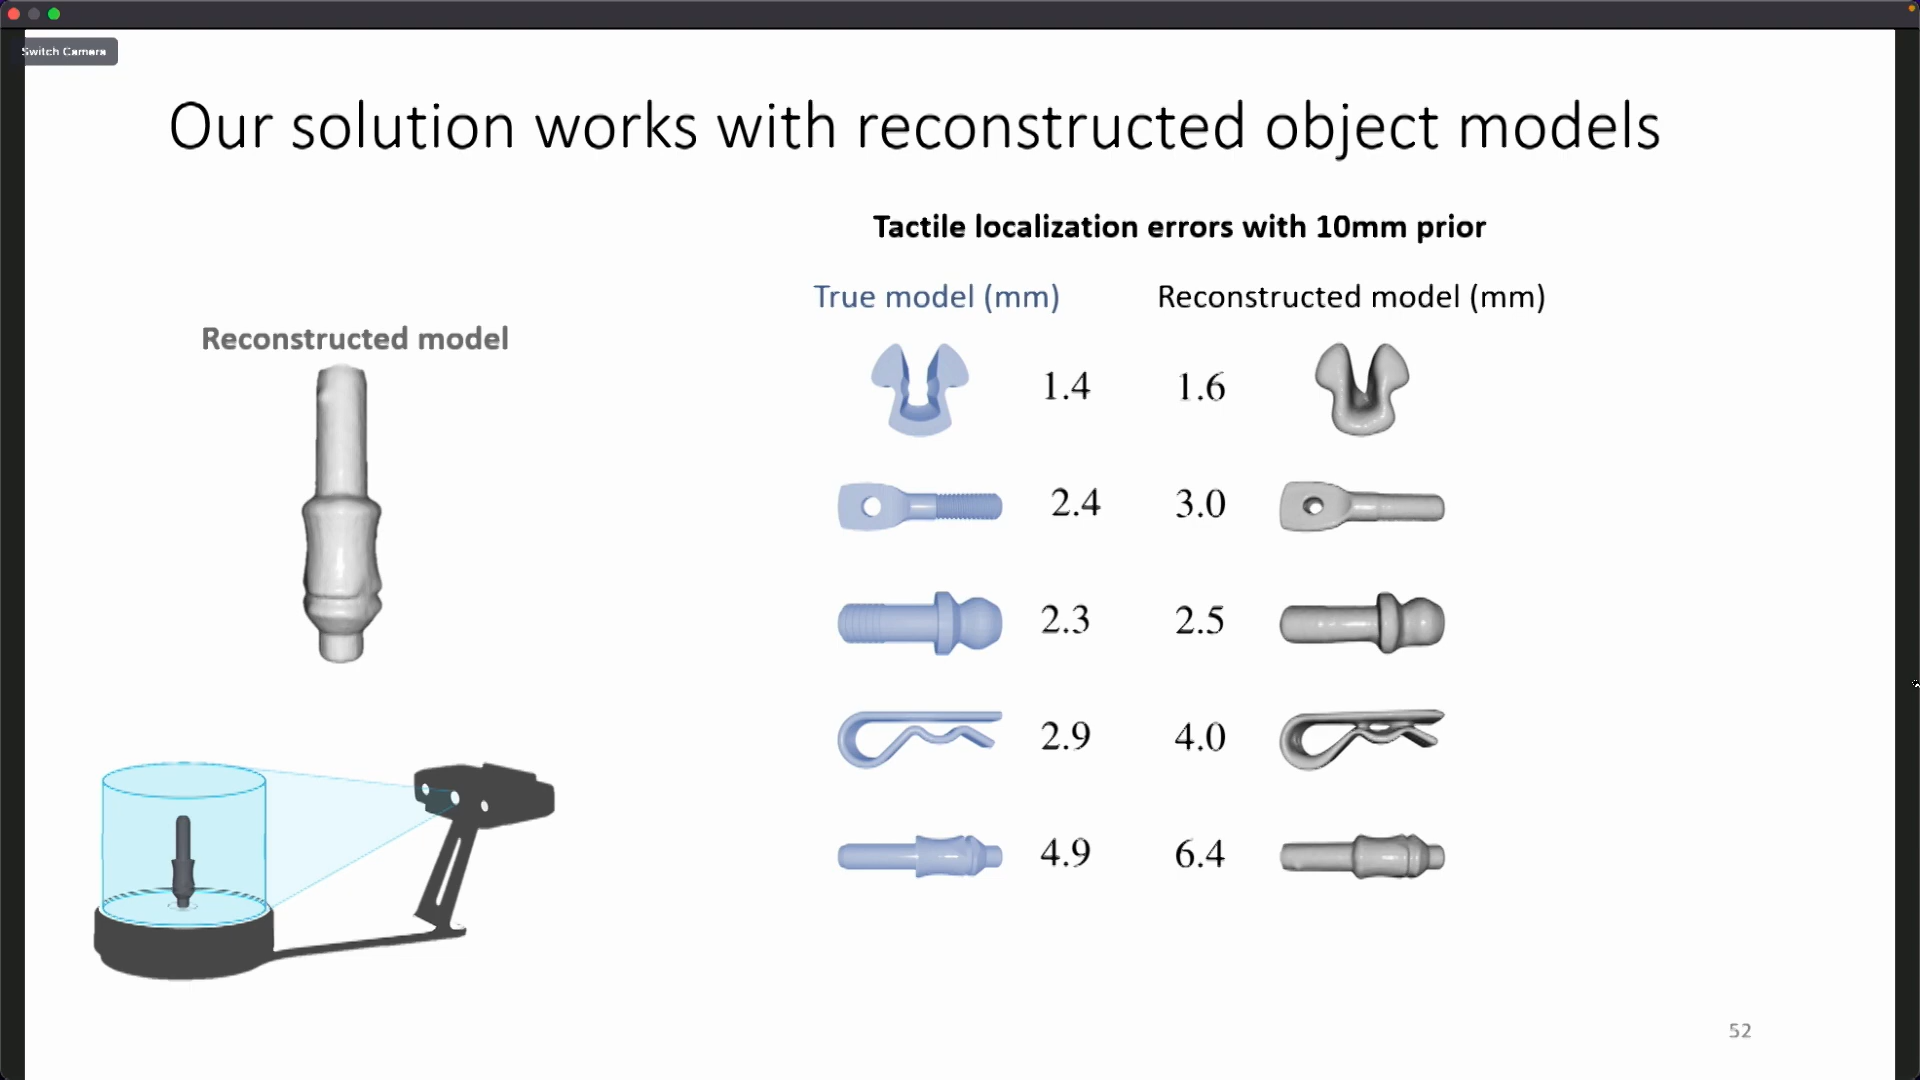 Switch Camera
Our solution works with reconstructed object models
Tactile localization errors with 10mm prior
True model (mm) Reconstructed model (mm)
Reconstructed model
1.4 1.6
2.4 3.0
2.3 2.5
2.9 4.0
4.9 6.4
52